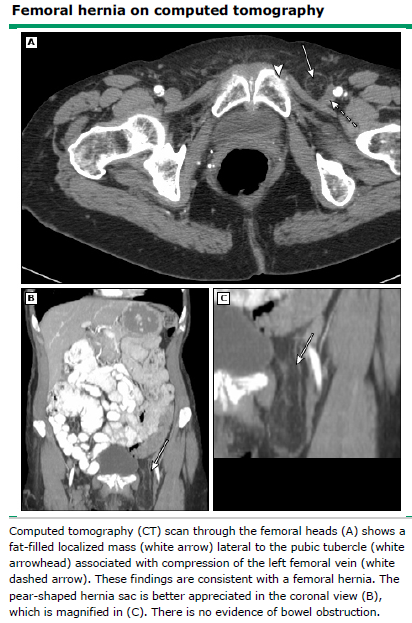 Femoral hernia on computed tomography
A
B
C
Computed tomography (CT) scan through the femoral heads (A) shows a
fat-filled localized mass (white arrow) lateral to the pubic tubercle (white
arrowhead) associated with compression of the left femoral vein (white
dashed arrow). These findings are consistent with a femoral hernia. The
pear-shaped hernia sac is better appreciated in the coronal view (B),
which is magnified in (C). There is no evidence of bowel obstruction.